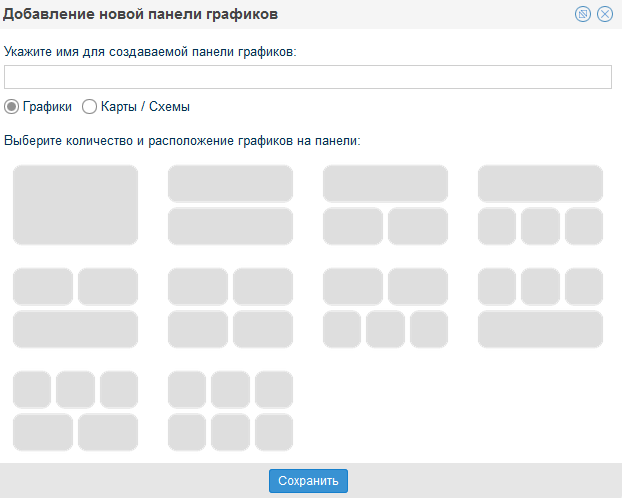 Добавление новой панели графиков
Укажите имя для создаваемой панели графиков:
Графики Карты / Схемы
Выберите количество и расположение графиков на панели:
Сохранить